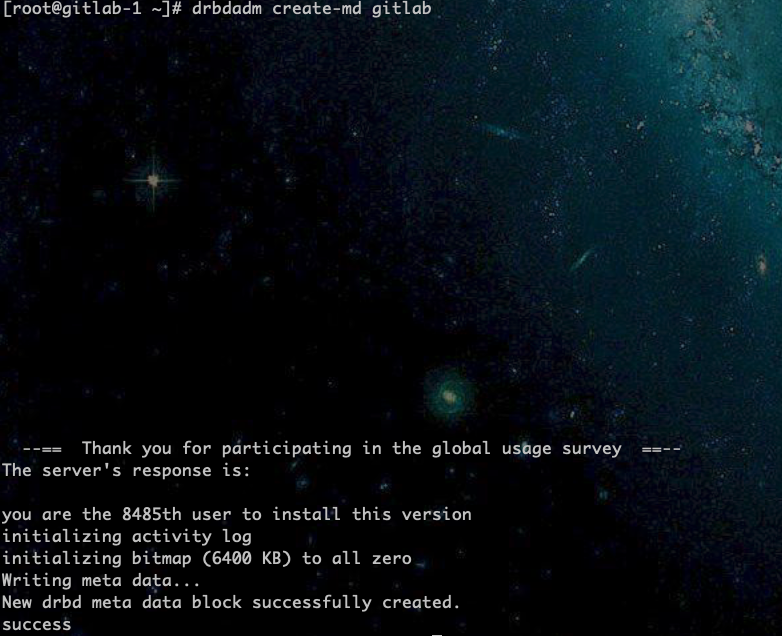 [root@gitlab-1 ~]# drbdadm create-md gitlab
--== Thank you for participating in the global usage survey ==--
The server's response is:
you are the 8485th user to install this version
initializing activity log
initializing bitmap (6400 KB) to all zero
Writing meta data...
New drbd meta data block successfully created.
success